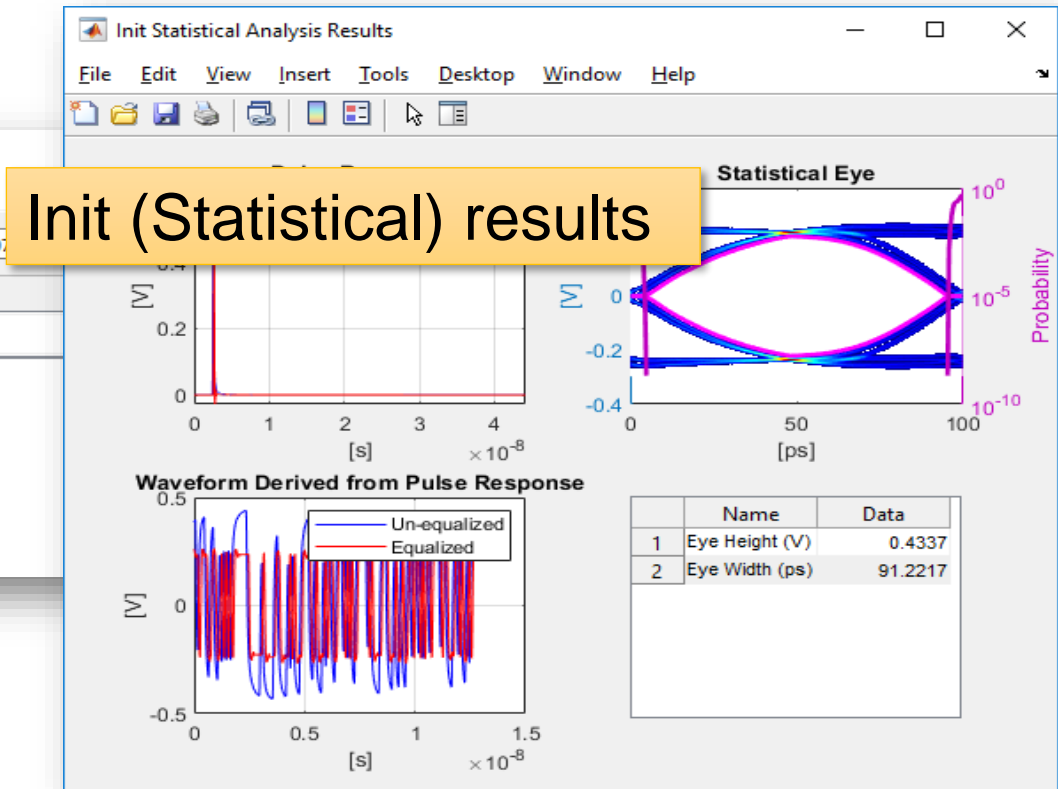 Init Statistical Analysis Results
File Edit View Insert Tools Desktop Window Help
Init (Statistical) results
Statistical Eye
[V]
0.2
0
0 1 2 3 4
[s] ×10⁻⁸
[V]
0
-0.2
-0.4
0 50 100
[ps]
10⁰
10⁻⁵
10⁻¹⁰
Probability
Waveform Derived from Pulse Response
0.5
0
-0.5
[V]
Un-equalized
Equalized
0 0.5 1 1.5
[s] ×10⁻⁸
Name Data
1 Eye Height (V) 0.4337
2 Eye Width (ps) 91.2217